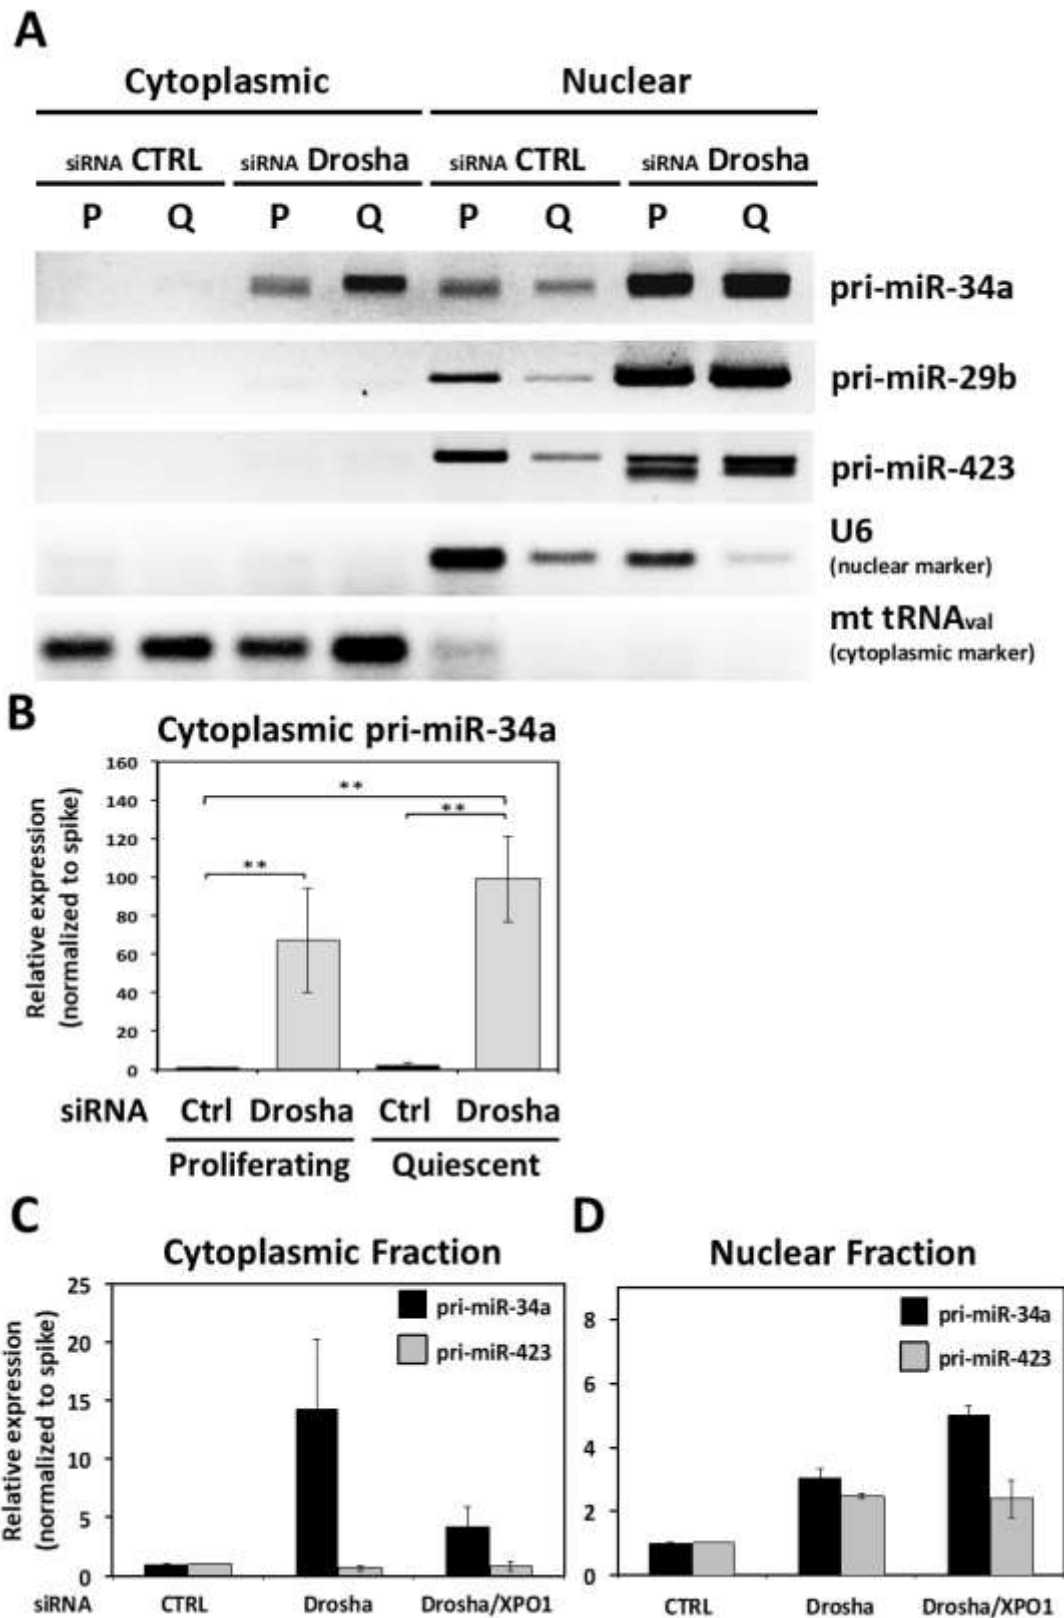 A
Cytoplasmic Nuclear
siRNA CTRL siRNA Drosha siRNA CTRL siRNA Drosha
P Q P Q P Q P Q
pri-miR-34a
pri-miR-29b
pri-miR-423
U6
(nuclear marker)
mt tRNAval
(cytoplasmic marker)
B
Cytoplasmic pri-miR-34a
Relative expression
(normalized to spike)
160
140
120
100
80
60
40
20
0
**
**
**
siRNA Ctrl Drosha Ctrl Drosha
Proliferating Quiescent
C
Cytoplasmic Fraction
Relative expression
(normalized to spike)
25
20
15
10
5
0
pri-miR-34a
pri-miR-423
siRNA CTRL Drosha Drosha/XPO1
D
Nuclear Fraction
8
6
4
2
0
pri-miR-34a
pri-miR-423
CTRL Drosha Drosha/XPO1